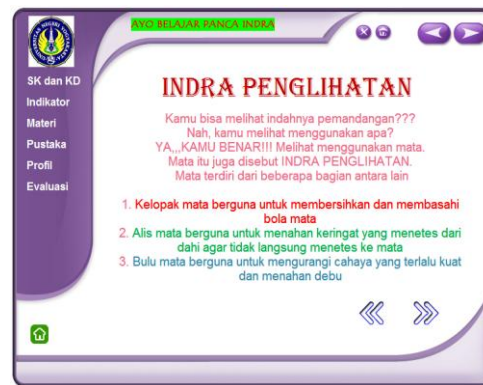 AYO BELAJAR PANCA INDRA
SK dan KD
Indikator
Materi
Pustaka
Profil
Evaluasi
INDRA PENGLIHATAN
Kamu bisa melihat indahnya pemandangan???
Nah, kamu melihat menggunakan apa?
YA,,,KAMU BENAR!!! Melihat menggunakan mata.
Mata itu juga disebut INDRA PENGLIHATAN.
Mata terdiri dari beberapa bagian antara lain
1. Kelopak mata berguna untuk membersihkan dan membasahi
bola mata
2. Alis mata berguna untuk menahan keringat yang menetes dari
dahi agar tidak langsung menetes ke mata
3. Bulu mata berguna untuk mengurangi cahaya yang terlalu kuat
dan menahan debu